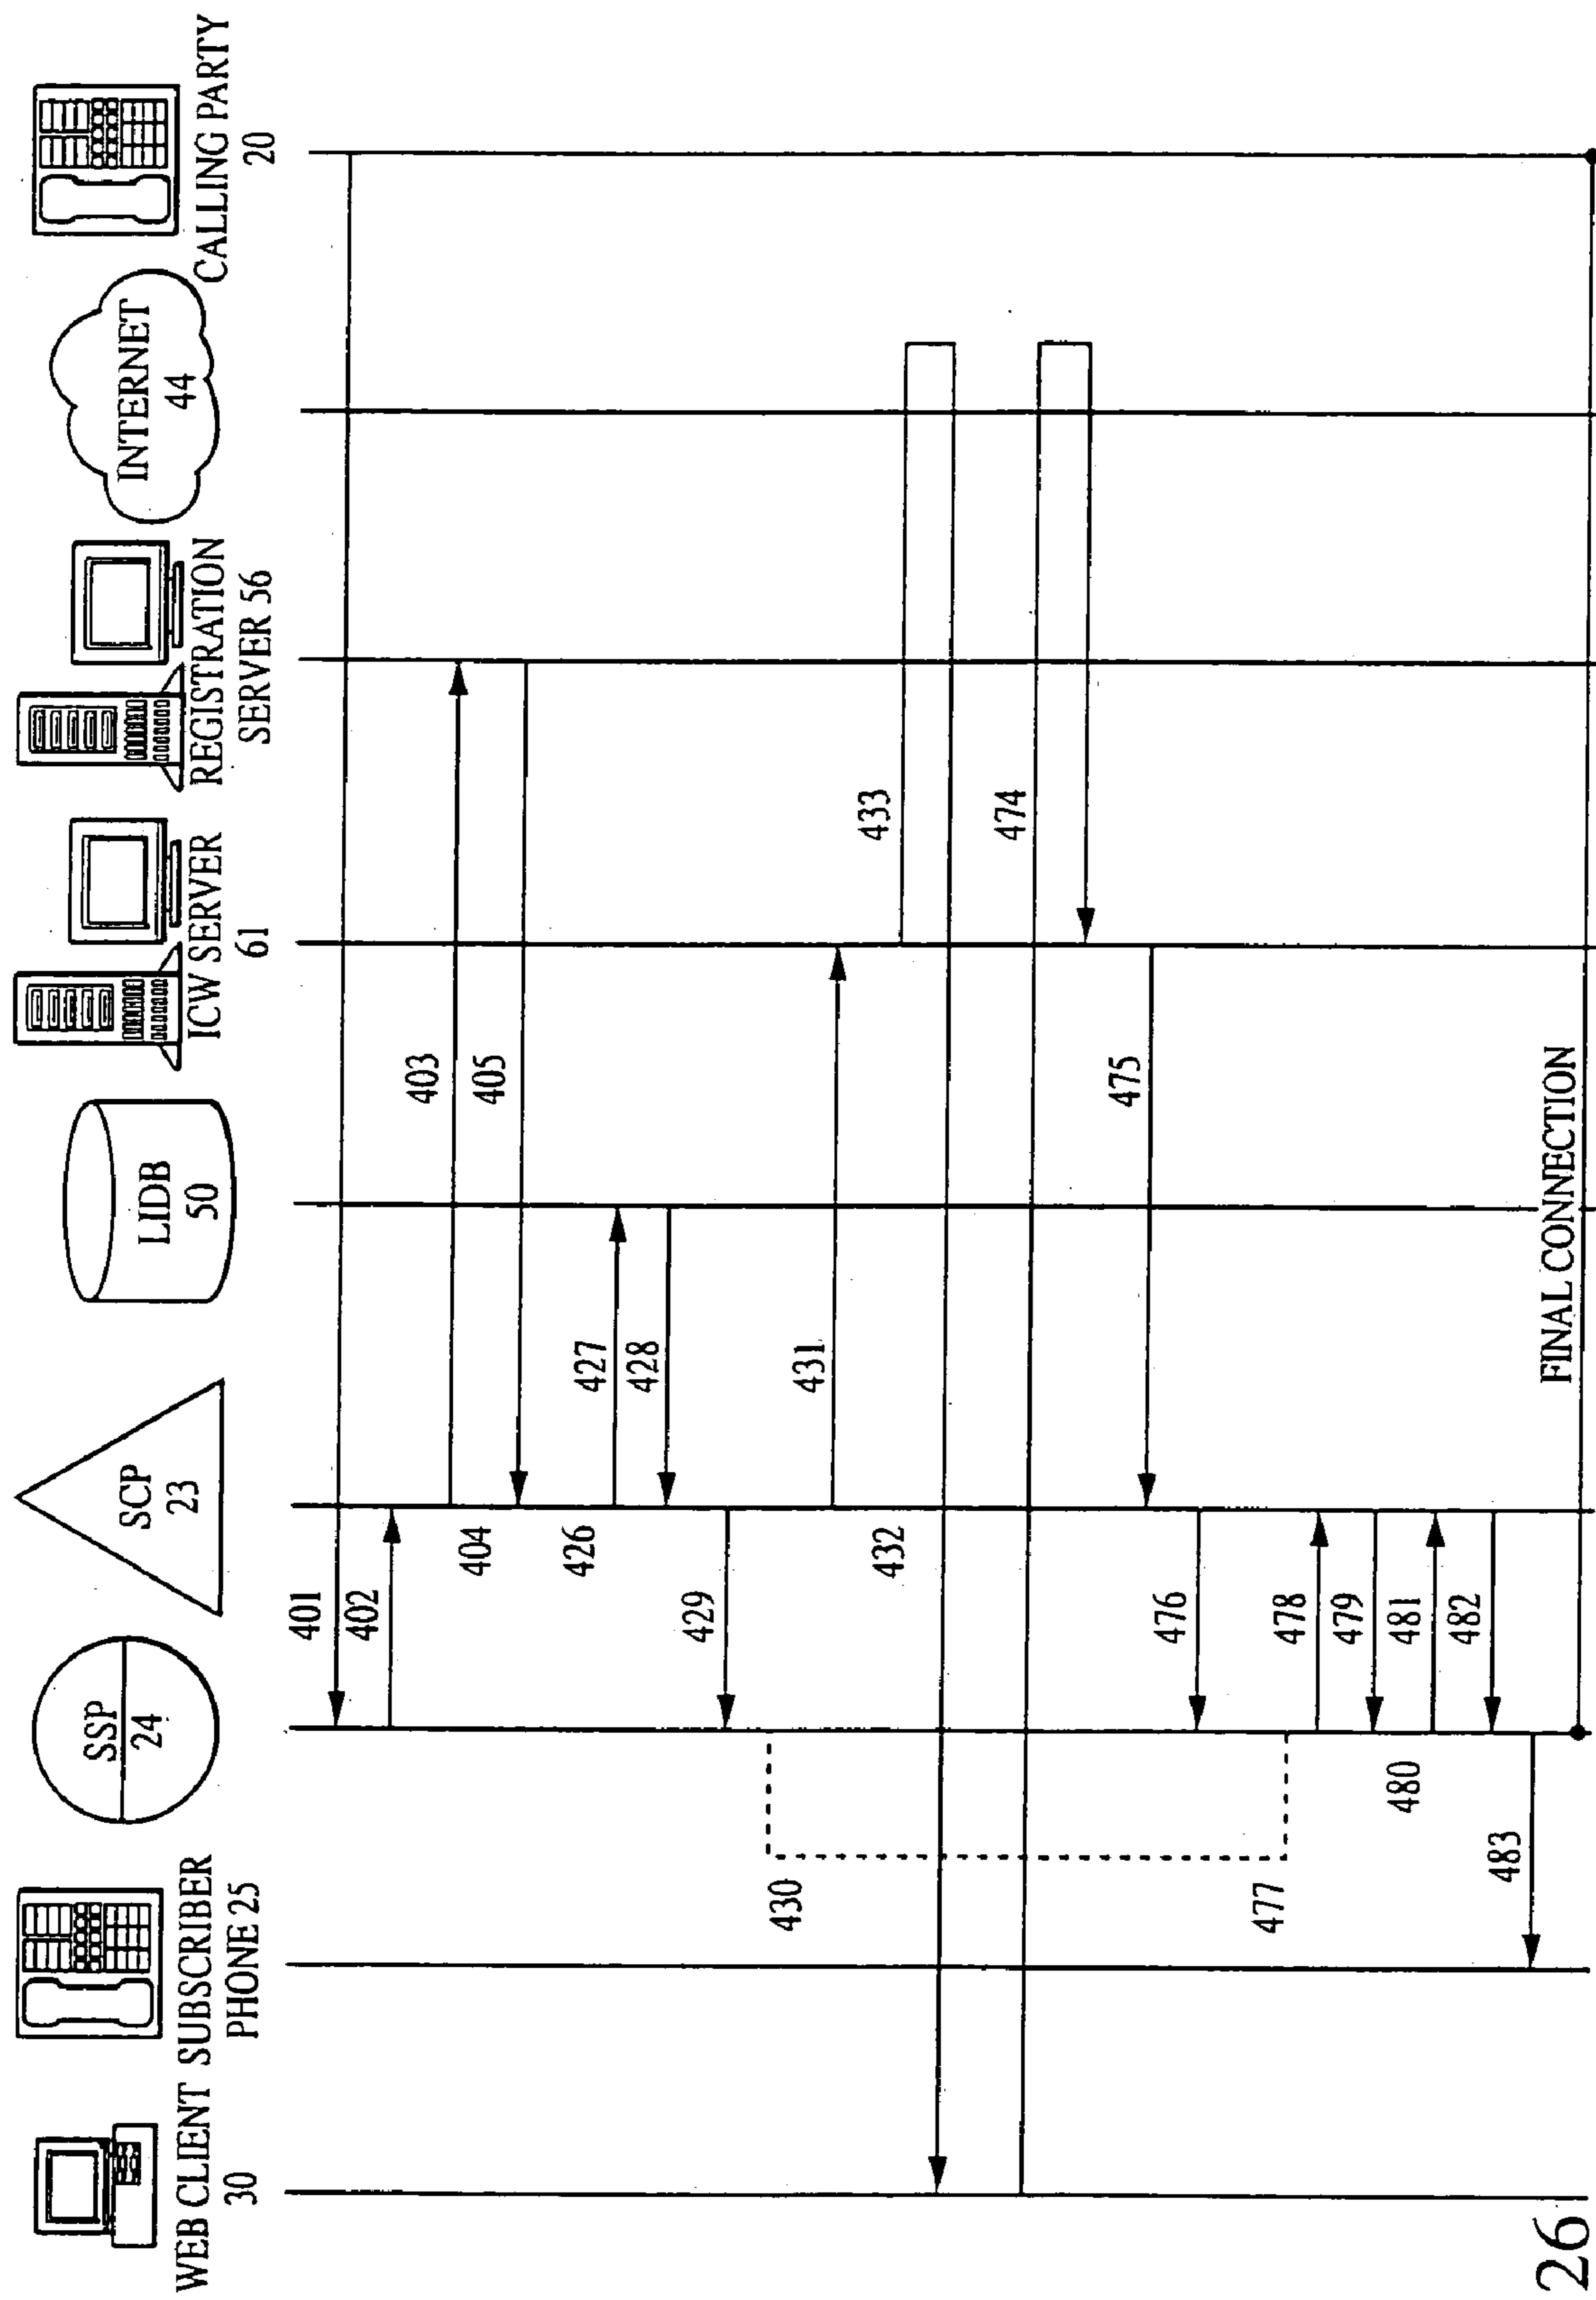 WEB CLIENT
30
SUBSCRIBER
PHONE 25
SSP
24
SCP
23
LIDB
50
ICW SERVER
61
REGISTRATION
SERVER 56
INTERNET
44
CALLING PARTY
20
401
402
403
404
405
426
427
428
429
430
431
432
433
474
475
476
477
478
479
480
481
482
483
FINAL CONNECTION
26